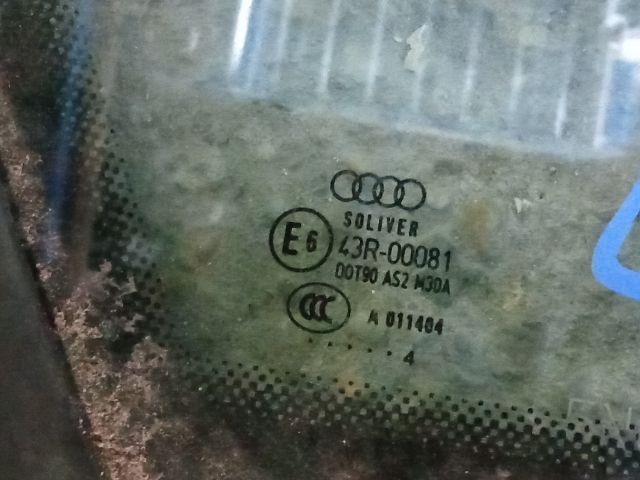 SOLIVER
E6 43R-00081
DOT90 AS2 M30A
CCC A 011404
.....4